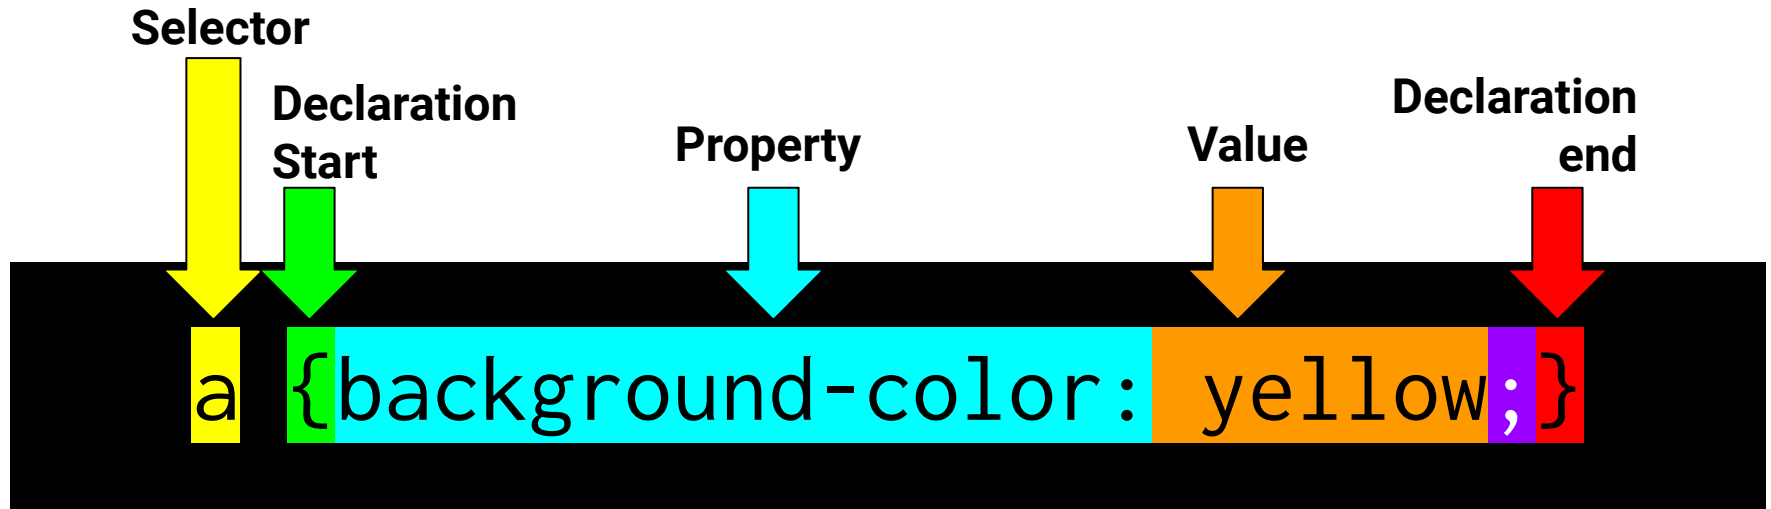 Selector
Declaration
Start
Property
Value
Declaration
end
a {background-color: yellow;}